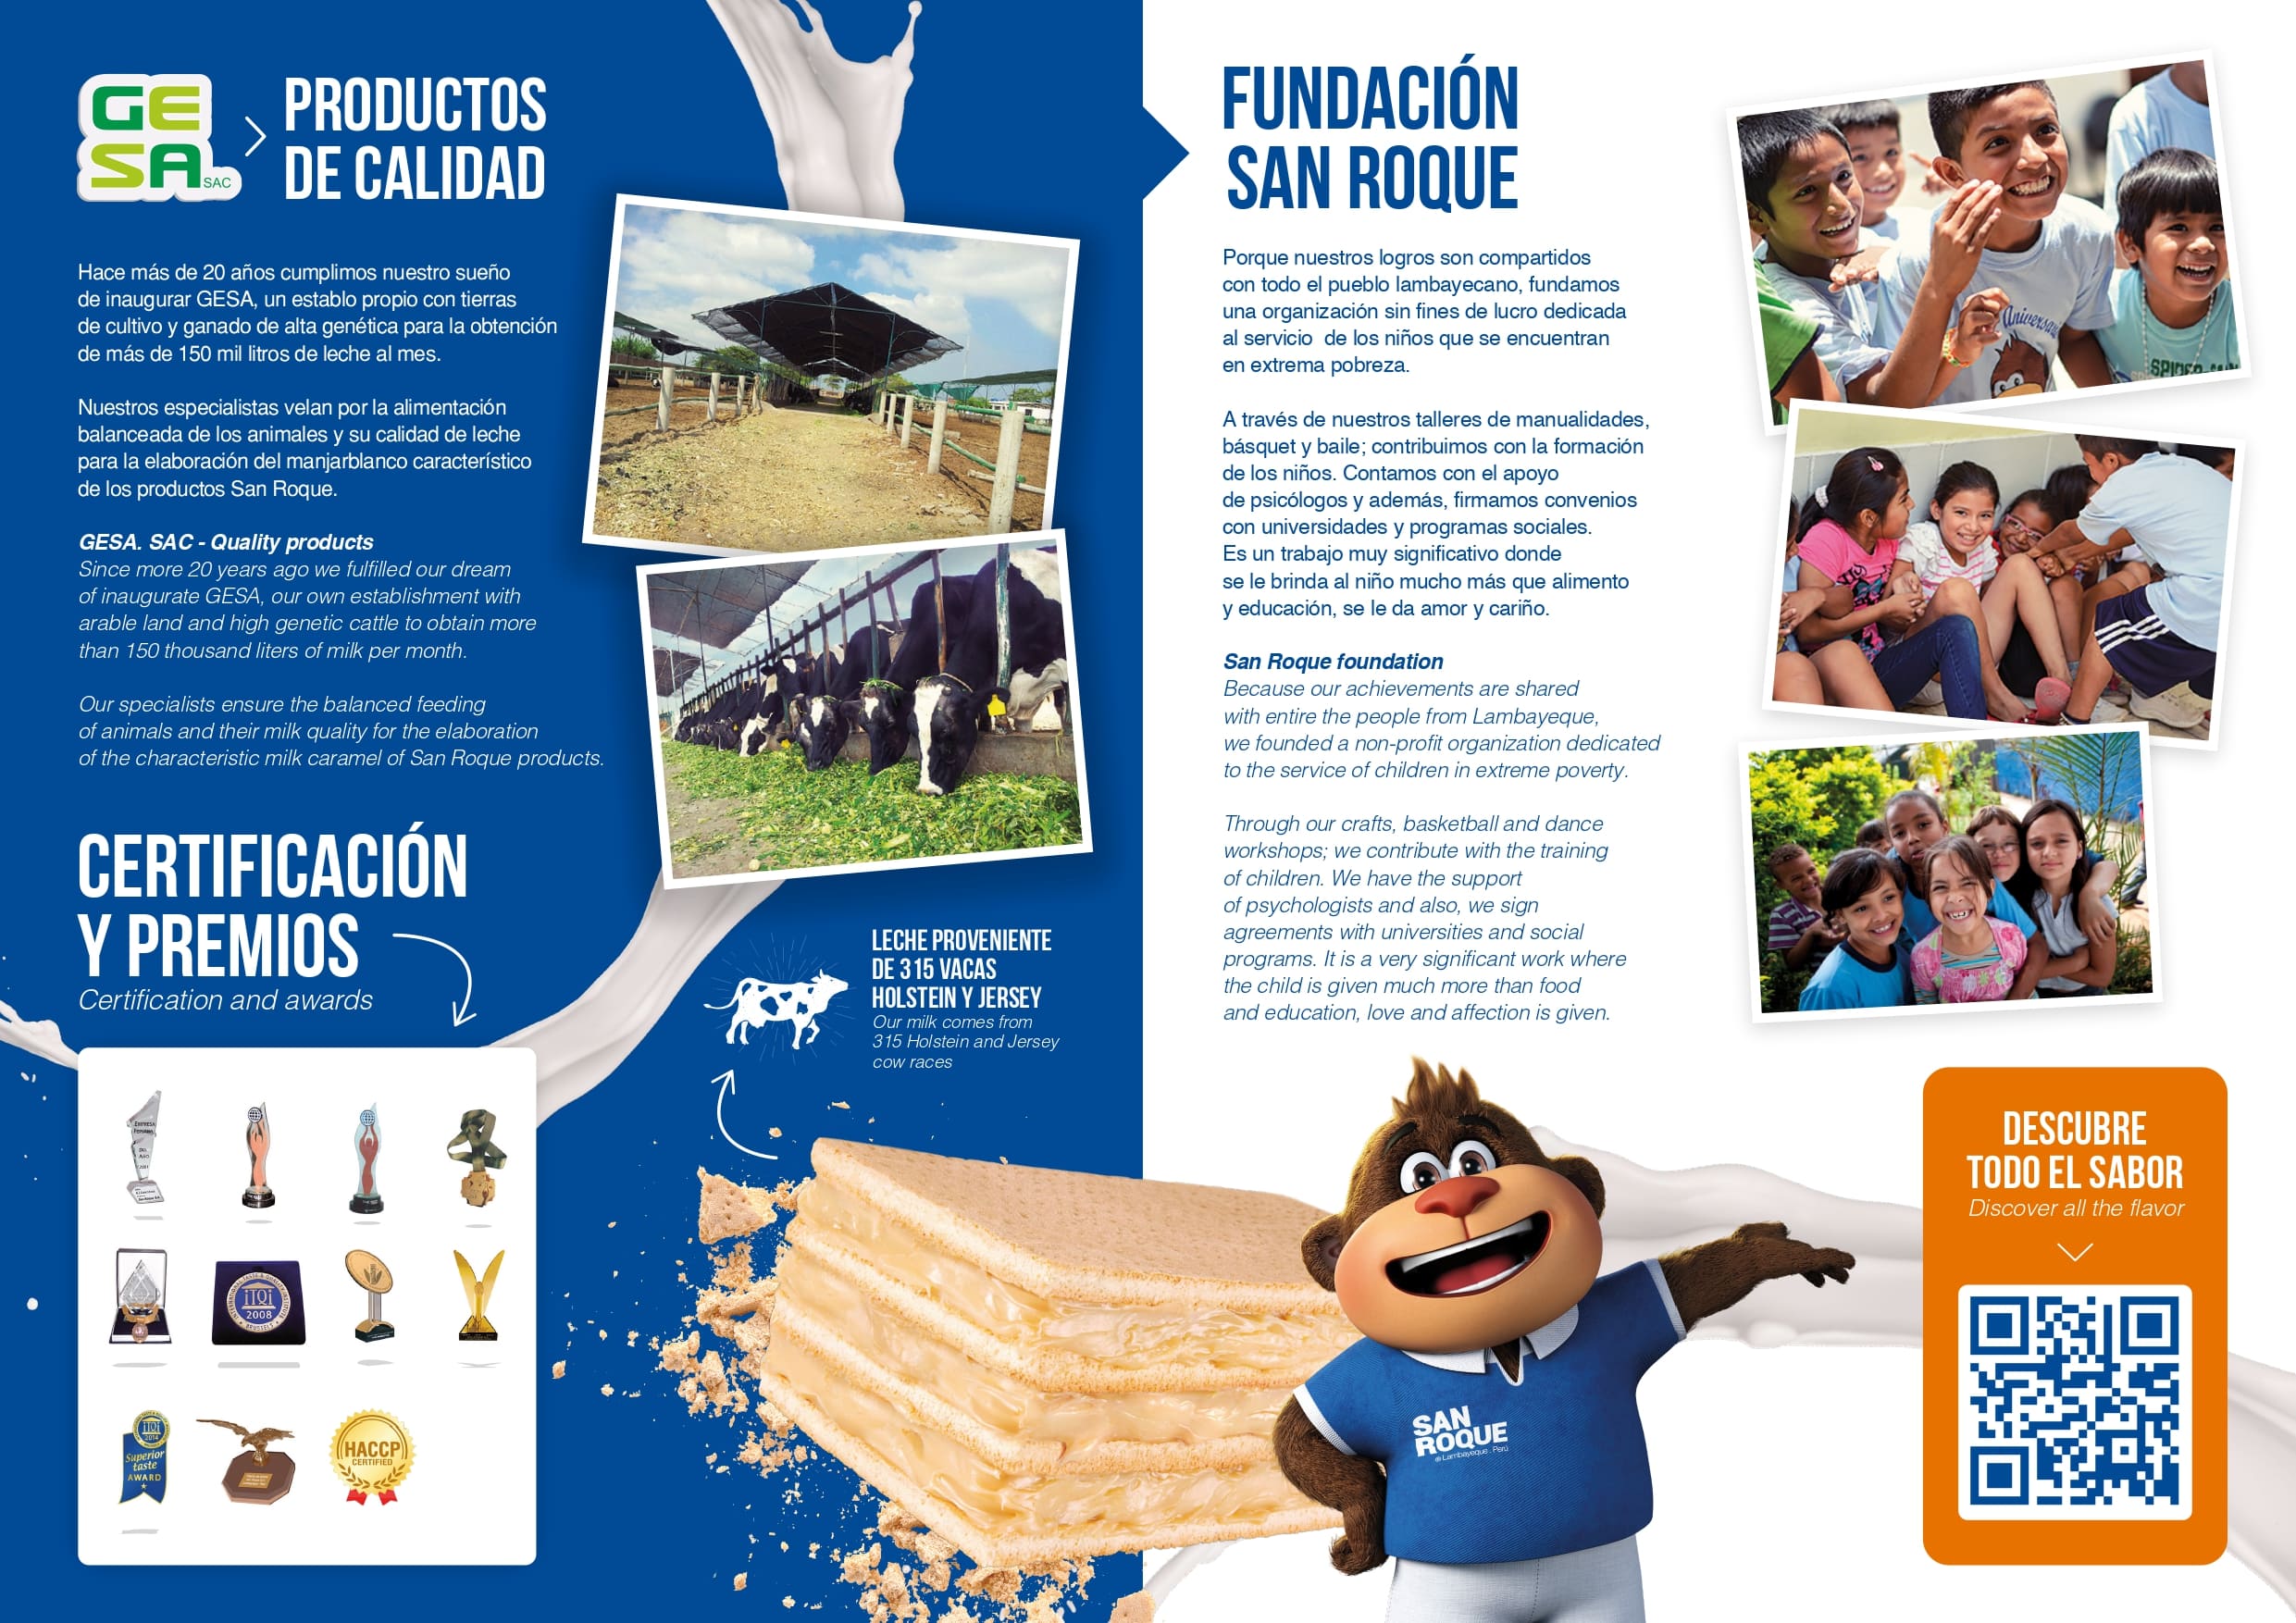 GE
SA SAC
PRODUCTOS
DE CALIDAD
Hace más de 20 años cumplimos nuestro sueño
de inaugurar GESA, un establo propio con tierras
de cultivo y ganado de alta genética para la obtención
de más de 150 mil litros de leche al mes.
Nuestros especialistas velan por la alimentación
balanceada de los animales y su calidad de leche
para la elaboración del manjarblanco característico
de los productos San Roque.
GESA. SAC - Quality products
Since more 20 years ago we fulfilled our dream
of inaugurate GESA, our own establishment with
arable land and high genetic cattle to obtain more
than 150 thousand liters of milk per month.
Our specialists ensure the balanced feeding
of animals and their milk quality for the elaboration
of the characteristic milk caramel of San Roque products.
CERTIFICACIÓN
Y PREMIOS
Certification and awards
iTQi
2008
BRUSSELS
iTQi
2014
Superior
taste
AWARD
HACCP
CERTIFIED
LECHE PROVENIENTE
DE 315 VACAS
HOLSTEIN Y JERSEY
Our milk comes from
315 Holstein and Jersey
cow races
FUNDACIÓN
SAN ROQUE
Porque nuestros logros son compartidos
con todo el pueblo lambayecano, fundamos
una organización sin fines de lucro dedicada
al servicio de los niños que se encuentran
en extrema pobreza.
A través de nuestros talleres de manualidades,
básquet y baile; contribuimos con la formación
de los niños. Contamos con el apoyo
de psicólogos y además, firmamos convenios
con universidades y programas sociales.
Es un trabajo muy significativo donde
se le brinda al niño mucho más que alimento
y educación, se le da amor y cariño.
San Roque foundation
Because our achievements are shared
with entire the people from Lambayeque,
we founded a non-profit organization dedicated
to the service of children in extreme poverty.
Through our crafts, basketball and dance
workshops; we contribute with the training
of children. We have the support
of psychologists and also, we sign
agreements with universities and social
programs. It is a very significant work where
the child is given much more than food
and education, love and affection is given.
SAN
ROQUE
Lambayeque . Perú
DESCUBRE
TODO EL SABOR
Discover all the flavor